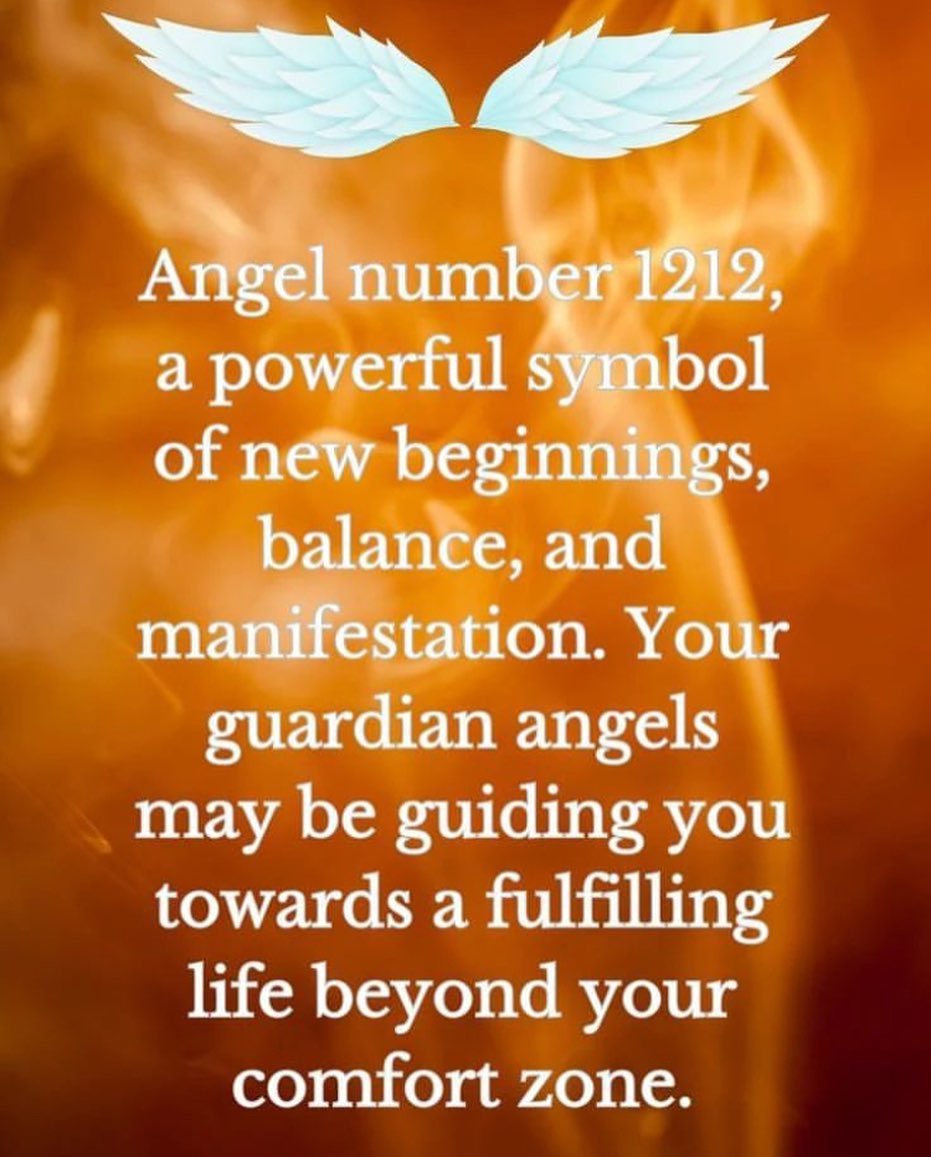 Angel number 1212,
a powerful symbol
of new beginnings,
balance, and
manifestation. Your
guardian angels
may be guiding you
towards a fulfilling
life beyond your
comfort zone.